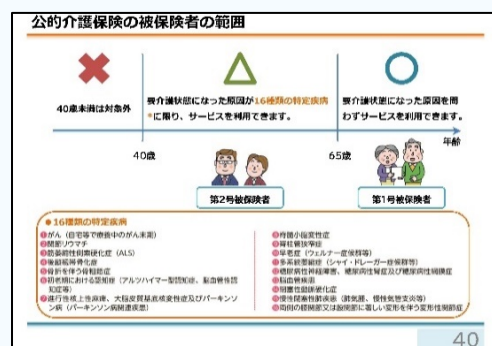 公的介護保険の被保険者の範囲
40歳未満は対象外
要介護状態になった原因が16種類の特定疾病
*に限り、サービスを利用できます。
要介護状態になった原因を問
わずサービスを利用できます。
年齢
40歳
65歳
第2号被保険者
第1号被保険者
●16種類の特定疾病
❶がん（自宅等で療養中のがん末期）
❷関節リウマチ
❸筋萎縮性側索硬化症（ALS）
❹後縦靭帯骨化症
❺骨折を伴う骨粗鬆症
❻初老期における認知症（アルツハイマー型認知症、脳血管性認
知症等）
❼進行性核上性麻痺、大脳皮質基底核変性症及びパーキンソ
ン病（パーキンソン病関連疾患）
脊髄小脳変性症
脊柱管狭窄症
早老症（ウェルナー症候群等）
多系統萎縮症（シャイ・ドレーガー症候群等）
糖尿病性神経障害、糖尿病性腎症及び糖尿病性網膜症
脳血管疾患
閉塞性動脈硬化症
慢性閉塞性肺疾患（肺気腫、慢性気管支炎等）
両側の膝関節又は股関節に著しい変形を伴う変形性関節症
40